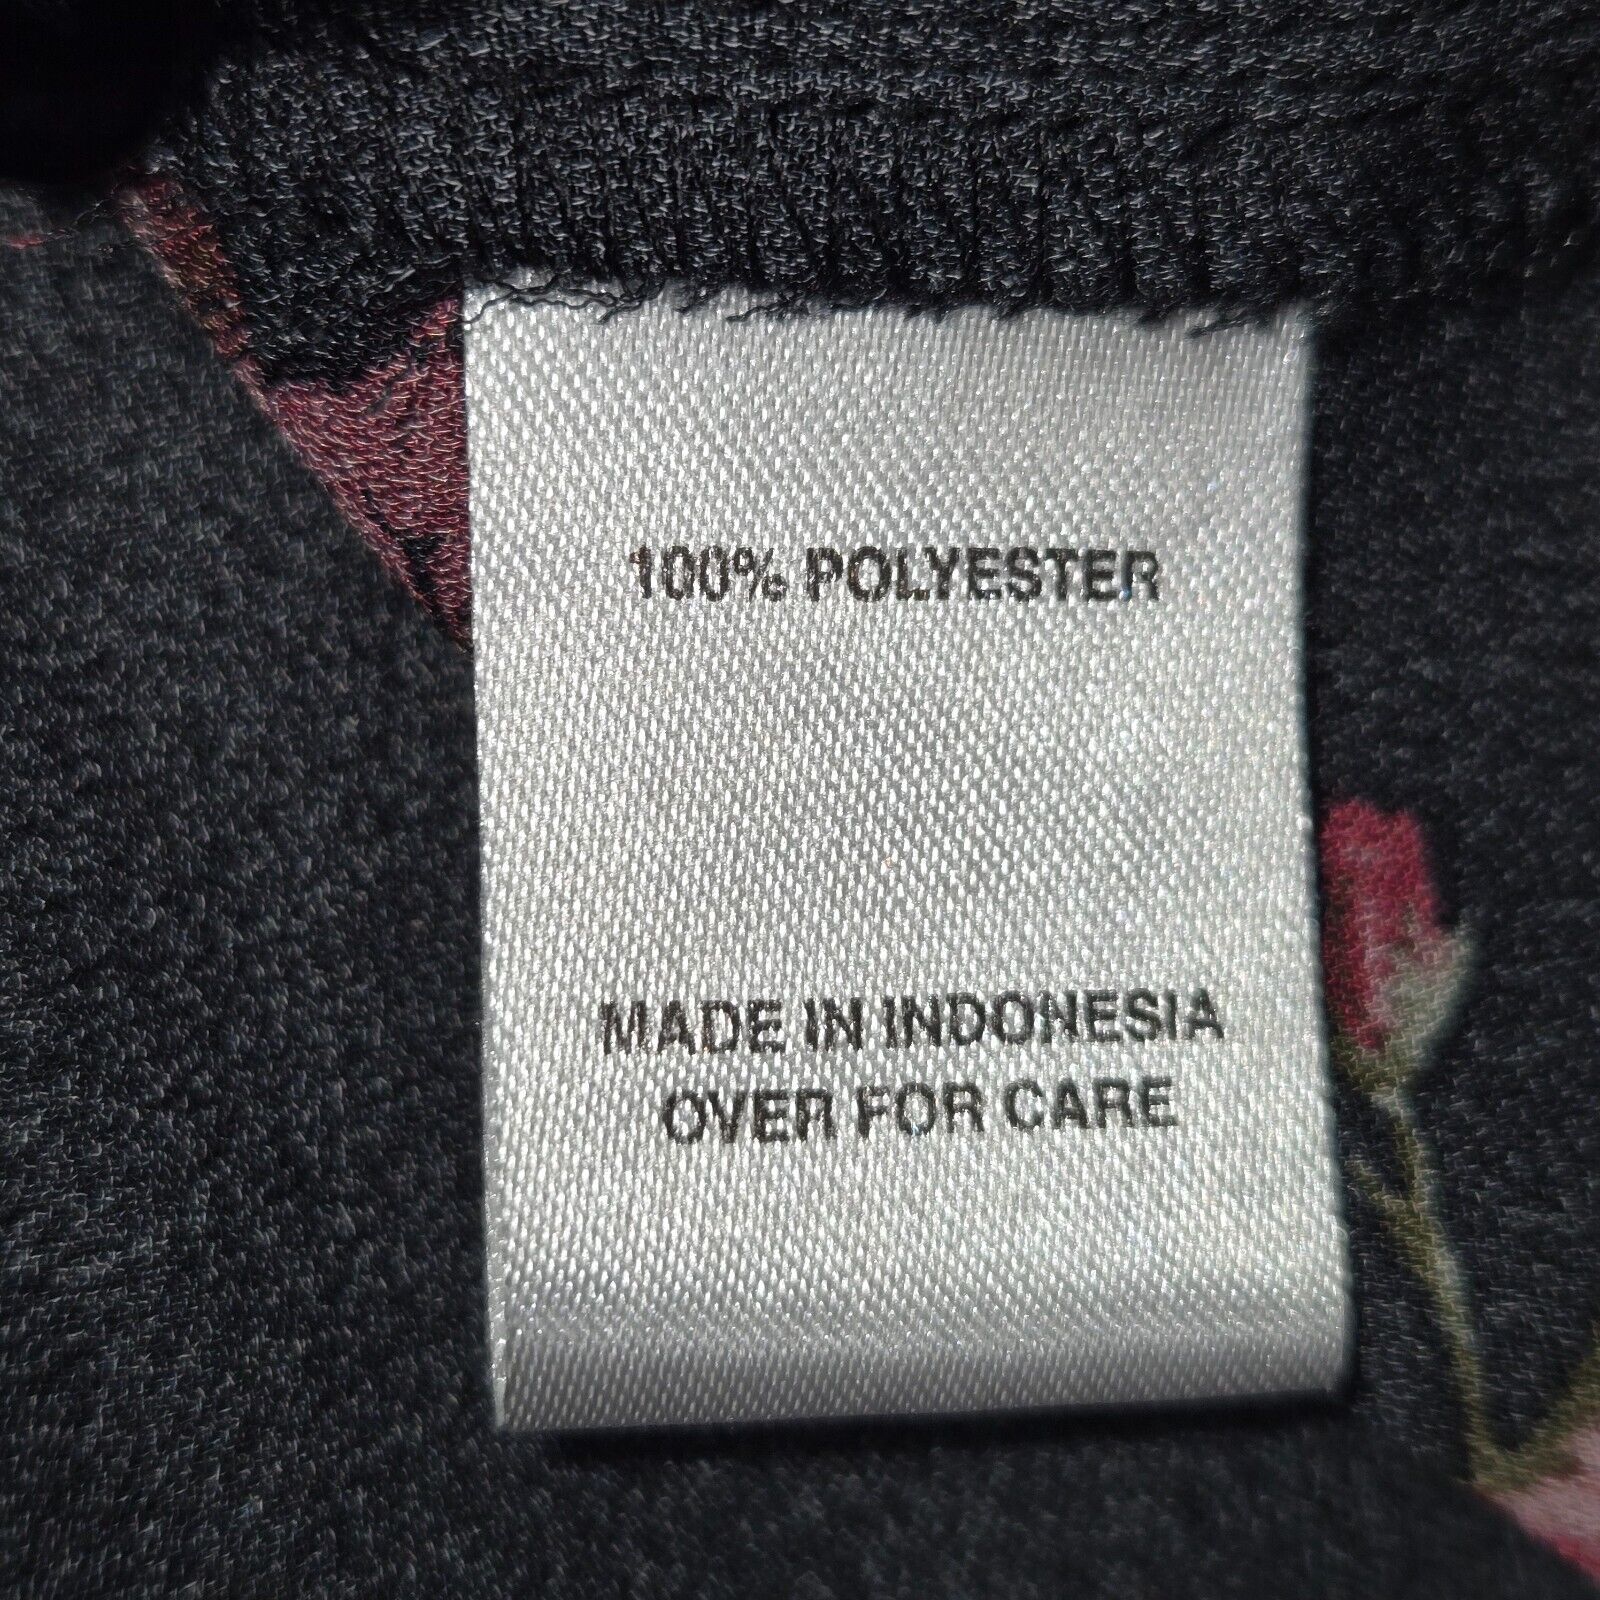 100% POLYESTER
MADE IN INDONESIA
OVER FOR CARE